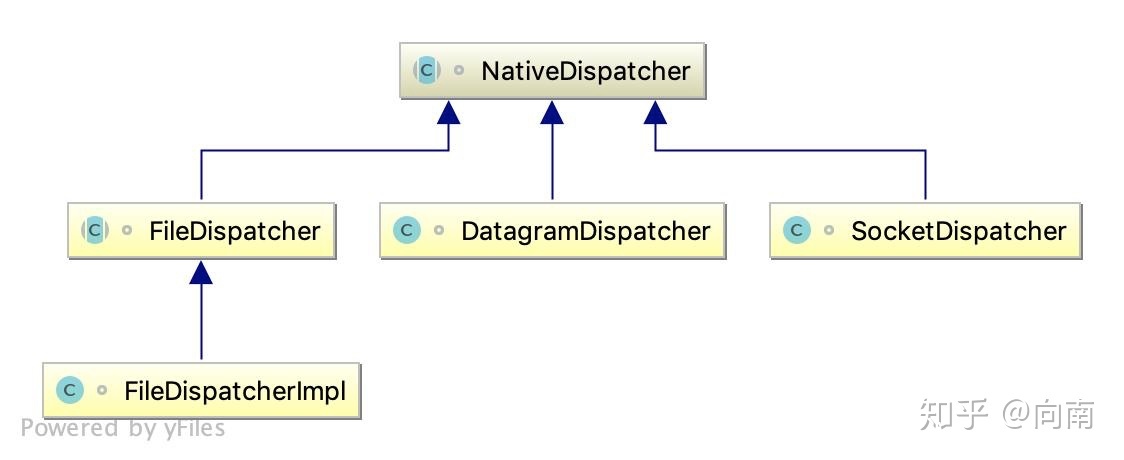 C NativeDispatcher
C FileDispatcher
C DatagramDispatcher
C SocketDispatcher
C FileDispatcherImpl
Powered by yFiles
知乎 @向南